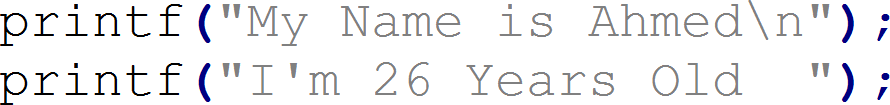 printf("My Name is Ahmed\n");
printf("I'm 26 Years Old  ");